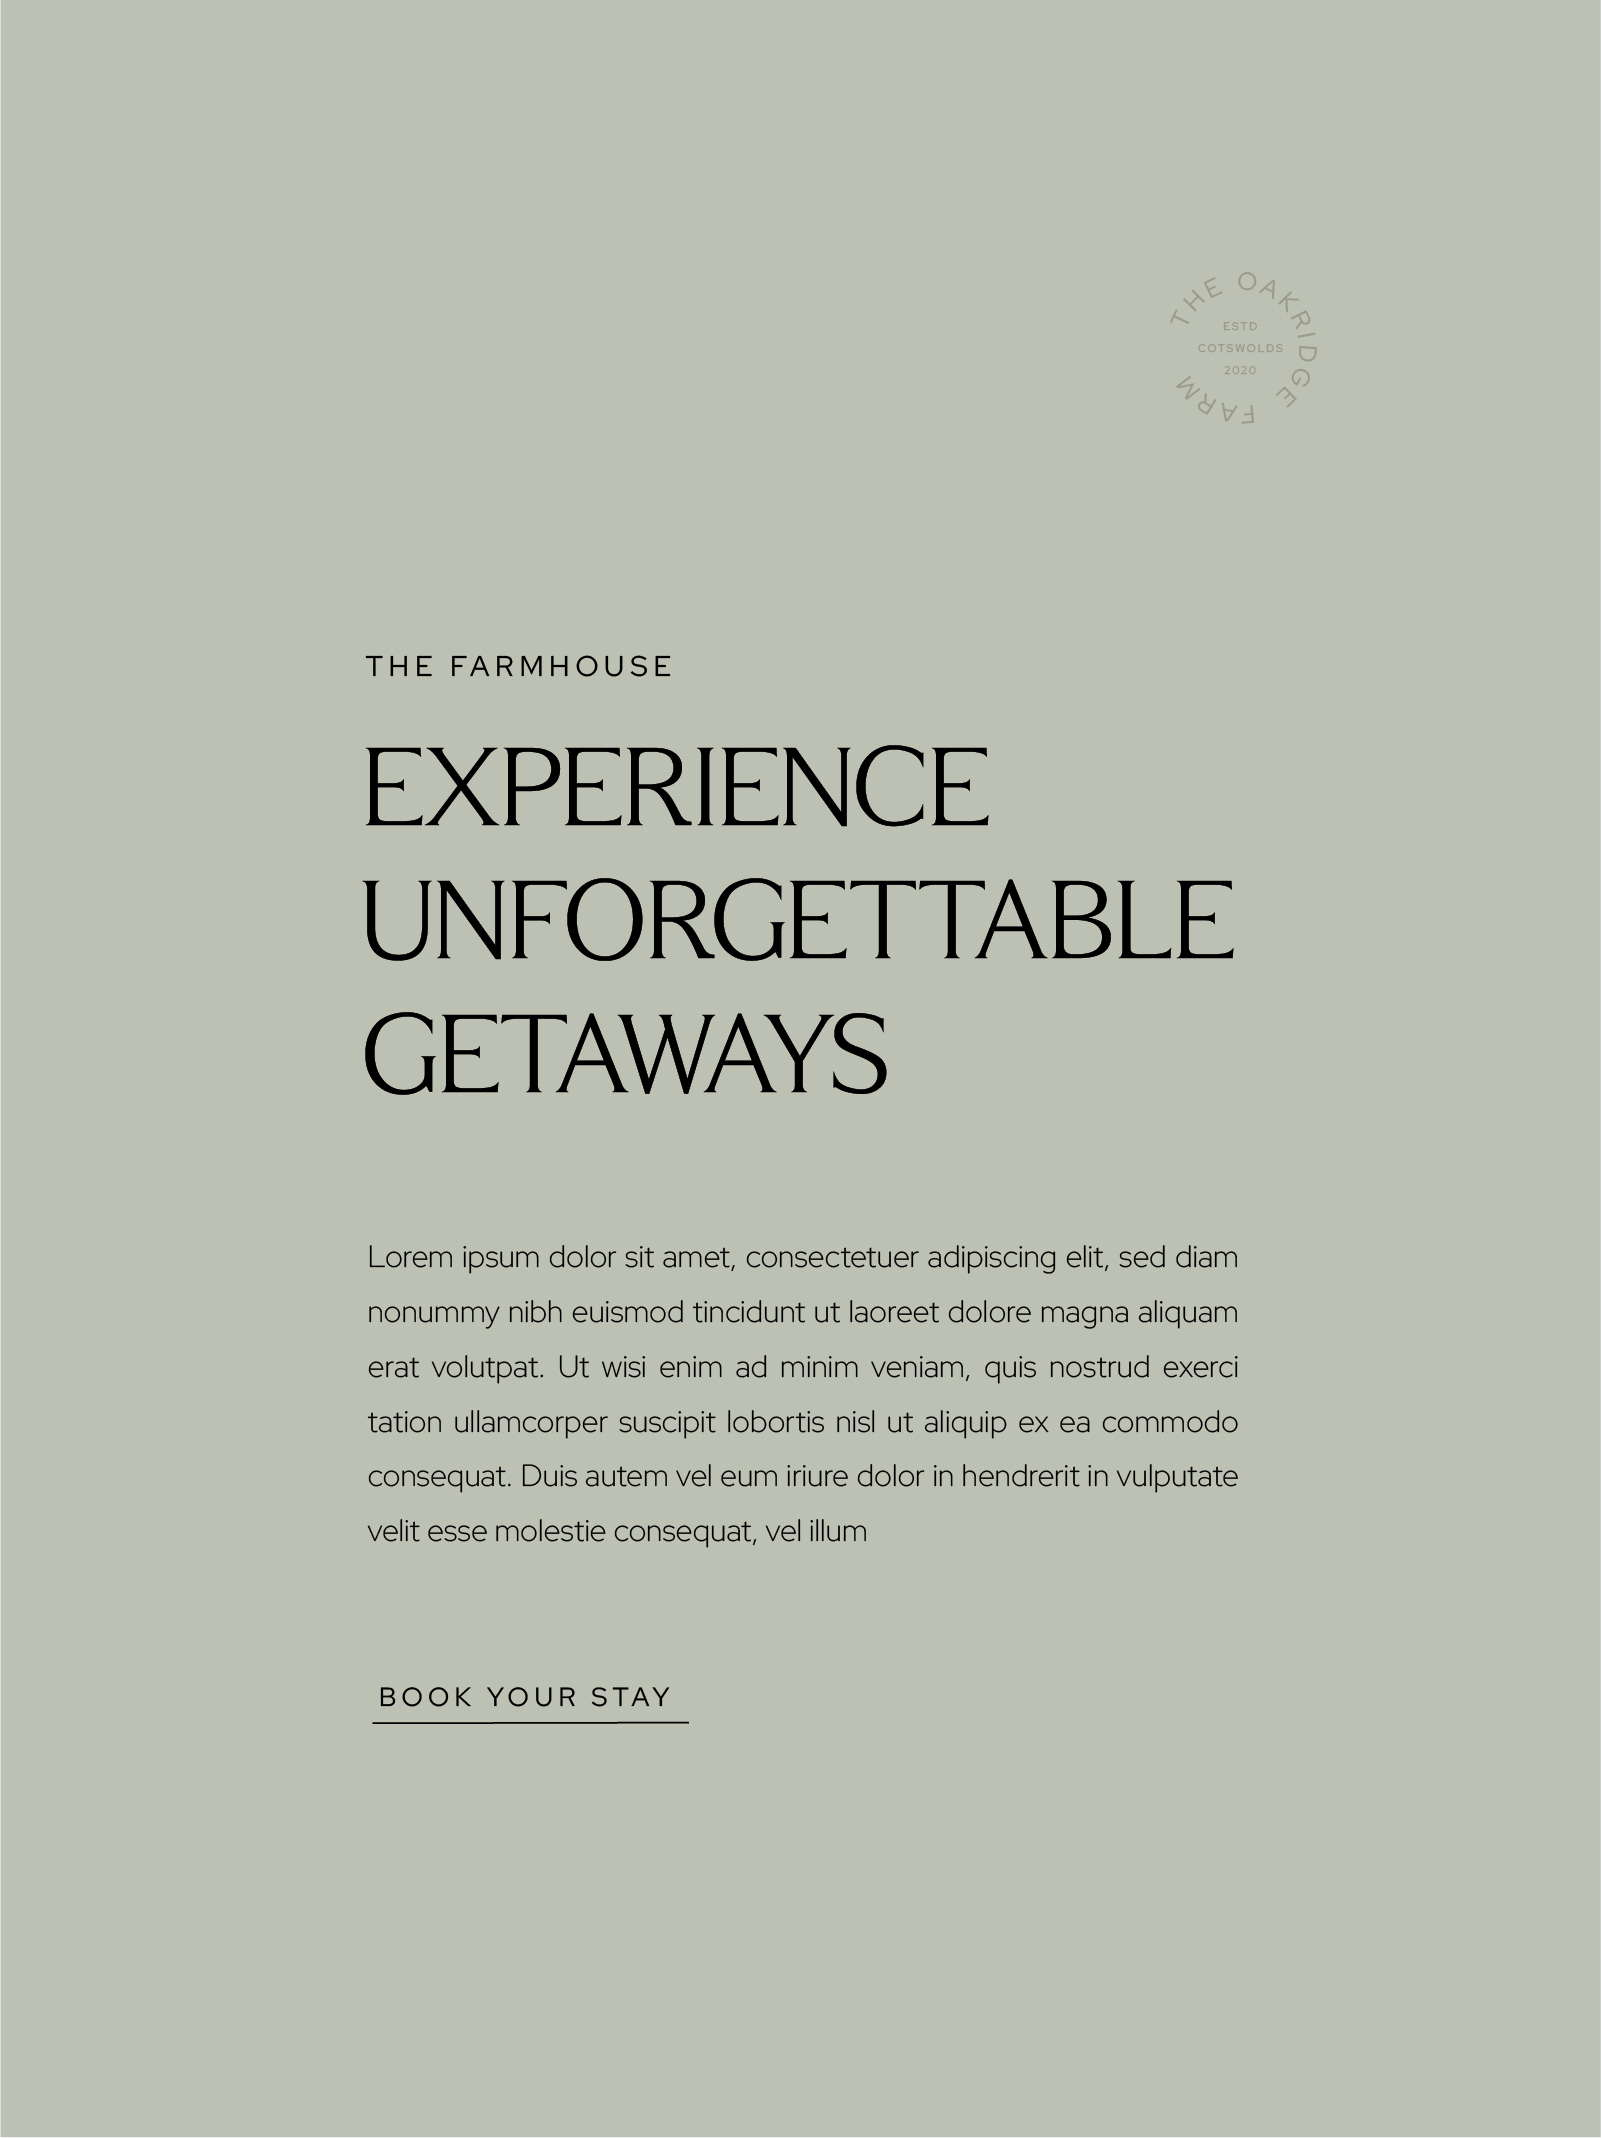 THE OAKRIDGE FARM
ESTD
COTSWOLDS
2020
THE FARMHOUSE
EXPERIENCE
UNFORGETTABLE
GETAWAYS
Lorem ipsum dolor sit amet, consectetuer adipiscing elit, sed diam
nonummy nibh euismod tincidunt ut laoreet dolore magna aliquam
erat volutpat. Ut wisi enim ad minim veniam, quis nostrud exerci
tation ullamcorper suscipit lobortis nisl ut aliquip ex ea commodo
consequat. Duis autem vel eum iriure dolor in hendrerit in vulputate
velit esse molestie consequat, vel illum
BOOK YOUR STAY